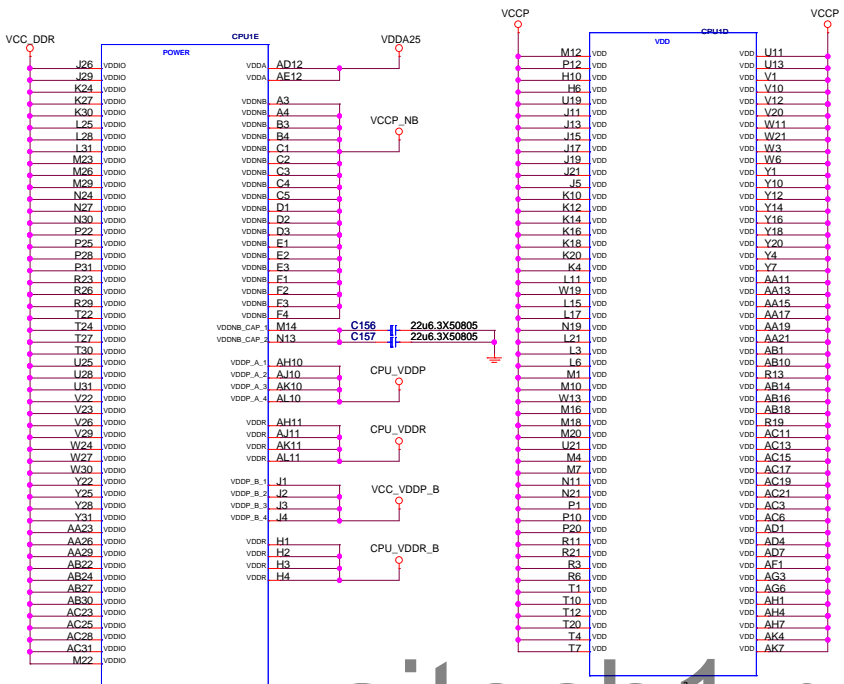 VCCP VCCP
CPU1E CPU1D
VCC_DDR VDDA25
POWER VDD
J26 VDDIO VDDA AD12 M12 VDD VDD U11
J29 VDDIO VDDA AE12 P12 VDD VDD U13
K24 VDDIO H10 VDD VDD V1
K27 VDDIO VDDNB A3 H6 VDD VDD V10
K30 VDDIO VDDNB A4 U19 VDD VDD V12
L25 VDDIO VDDNB B3 J11 VDD VDD V20
L28 VDDIO VDDNB B4 VCCP_NB J13 VDD VDD W11
L31 VDDIO VDDNB C1 J15 VDD VDD W21
M23 VDDIO VDDNB C2 J17 VDD VDD W3
M26 VDDIO VDDNB C3 J19 VDD VDD W6
M29 VDDIO VDDNB C4 J21 VDD VDD Y1
N24 VDDIO VDDNB C5 J5 VDD VDD Y10
N27 VDDIO VDDNB D1 K10 VDD VDD Y12
N30 VDDIO VDDNB D2 K12 VDD VDD Y14
P22 VDDIO VDDNB D3 K14 VDD VDD Y16
P25 VDDIO VDDNB E1 K16 VDD VDD Y18
P28 VDDIO VDDNB E2 K18 VDD VDD Y20
P31 VDDIO VDDNB E3 K20 VDD VDD Y4
R23 VDDIO VDDNB F1 K4 VDD VDD Y7
R26 VDDIO VDDNB F2 L11 VDD VDD AA11
R29 VDDIO VDDNB F3 W19 VDD VDD AA13
T22 VDDIO VDDNB F4 L15 VDD VDD AA15
T24 VDDIO VDDNB_CAP_1 M14 C156 22u6.3X50805 L17 VDD VDD AA17
T27 VDDIO VDDNB_CAP_2 N13 C157 22u6.3X50805 N19 VDD VDD AA19
T30 VDDIO L21 VDD VDD AA21
U25 VDDIO VDDP_A_1 AH10 L3 VDD VDD AB1
U28 VDDIO VDDP_A_2 AJ10 CPU_VDDP L6 VDD VDD AB10
U31 VDDIO VDDP_A_3 AK10 M1 VDD VDD R13
V22 VDDIO VDDP_A_4 AL10 M10 VDD VDD AB14
V23 VDDIO W13 VDD VDD AB16
V26 VDDIO VDDR AH11 M16 VDD VDD AB18
V29 VDDIO VDDR AJ11 CPU_VDDR M18 VDD VDD R19
W24 VDDIO VDDR AK11 M20 VDD VDD AC11
W27 VDDIO VDDR AL11 U21 VDD VDD AC13
W30 VDDIO M4 VDD VDD AC15
Y22 VDDIO VDDP_B_1 J1 M7 VDD VDD AC17
Y25 VDDIO VDDP_B_2 J2 VCC_VDDP_B N11 VDD VDD AC19
Y28 VDDIO VDDP_B_3 J3 N21 VDD VDD AC21
Y31 VDDIO VDDP_B_4 J4 P1 VDD VDD AC3
AA23 VDDIO P10 VDD VDD AC6
AA26 VDDIO VDDR H1 P20 VDD VDD AD1
AA29 VDDIO VDDR H2 CPU_VDDR_B R11 VDD VDD AD4
AB22 VDDIO VDDR H3 R21 VDD VDD AD7
AB24 VDDIO VDDR H4 R3 VDD VDD AF1
AB27 VDDIO R6 VDD VDD AG3
AB30 VDDIO T1 VDD VDD AG6
AC23 VDDIO T10 VDD VDD AH1
AC25 VDDIO T12 VDD VDD AH4
AC28 VDDIO T20 VDD VDD AH7
AC31 VDDIO T4 VDD VDD AK4
M22 VDDIO T7 VDD VDD AK7